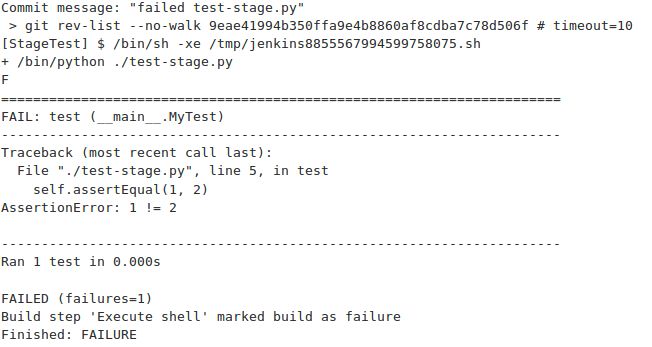 Commit message: "failed test-stage.py"
 > git rev-list --no-walk 9eae41994b350ffa9e4b8860af8cdba7c78d506f # timeout=10
[StageTest] $ /bin/sh -xe /tmp/jenkins8855567994599758075.sh
+ /bin/python ./test-stage.py
F
======================================================================
FAIL: test (__main__.MyTest)
----------------------------------------------------------------------
Traceback (most recent call last):
  File "./test-stage.py", line 5, in test
    self.assertEqual(1, 2)
AssertionError: 1 != 2

----------------------------------------------------------------------
Ran 1 test in 0.000s

FAILED (failures=1)
Build step 'Execute shell' marked build as failure
Finished: FAILURE